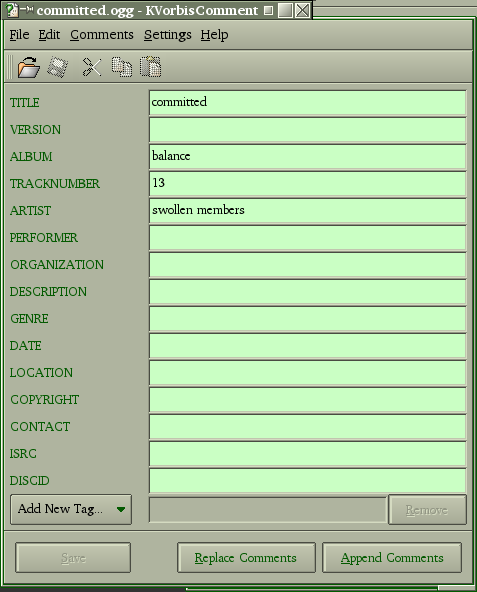 committed.ogg - KVorbisComment
File Edit Comments Settings Help
TITLE committed
VERSION
ALBUM balance
TRACKNUMBER 13
ARTIST swollen members
PERFORMER
ORGANIZATION
DESCRIPTION
GENRE
DATE
LOCATION
COPYRIGHT
CONTACT
ISRC
DISCID
Add New Tag... Remove
Save Replace Comments Append Comments